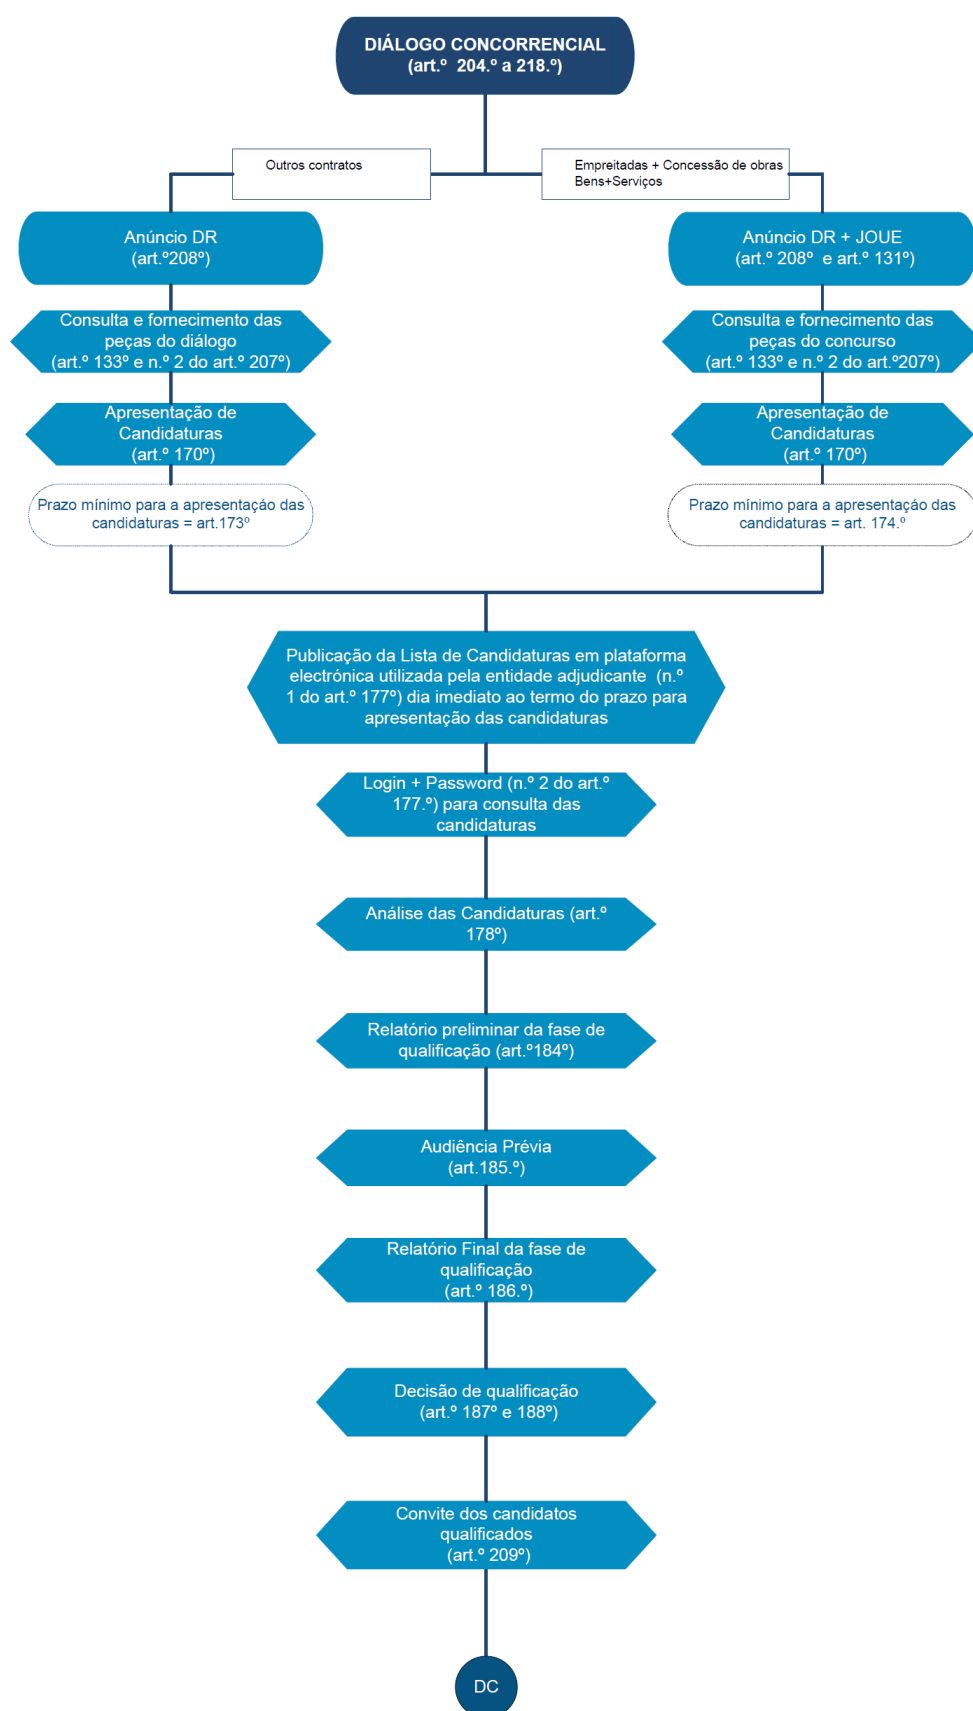 DIÁLOGO CONCORRENCIAL
(art.º 204.º a 218.º)
Outros contratos
Empreitadas + Concessão de obras
Bens+Serviços
Anúncio DR
(art.º208º)
Anúncio DR + JOUE
(art.º 208º e art.º 131º)
Consulta e fornecimento das
peças do diálogo
(art.º 133º e n.º 2 do art.º 207º)
Consulta e fornecimento das
peças do concurso
(art.º 133º e n.º 2 do art.º207º)
Apresentação de
Candidaturas
(art.º 170º)
Apresentação de
Candidaturas
(art.º 170º)
Prazo mínimo para a apresentação das
candidaturas = art.173º
Prazo mínimo para a apresentação das
candidaturas = art. 174.º
Publicação da Lista de Candidaturas em plataforma
electrónica utilizada pela entidade adjudicante (n.º
1 do art.º 177º) dia imediato ao termo do prazo para
apresentação das candidaturas
Login + Password (n.º 2 do art.º
177.º) para consulta das
candidaturas
Análise das Candidaturas (art.º
178º)
Relatório preliminar da fase de
qualificação (art.º184º)
Audiência Prévia
(art.185.º)
Relatório Final da fase de
qualificação
(art.º 186.º)
Decisão de qualificação
(art.º 187º e 188º)
Convite dos candidatos
qualificados
(art.º 209º)
DC